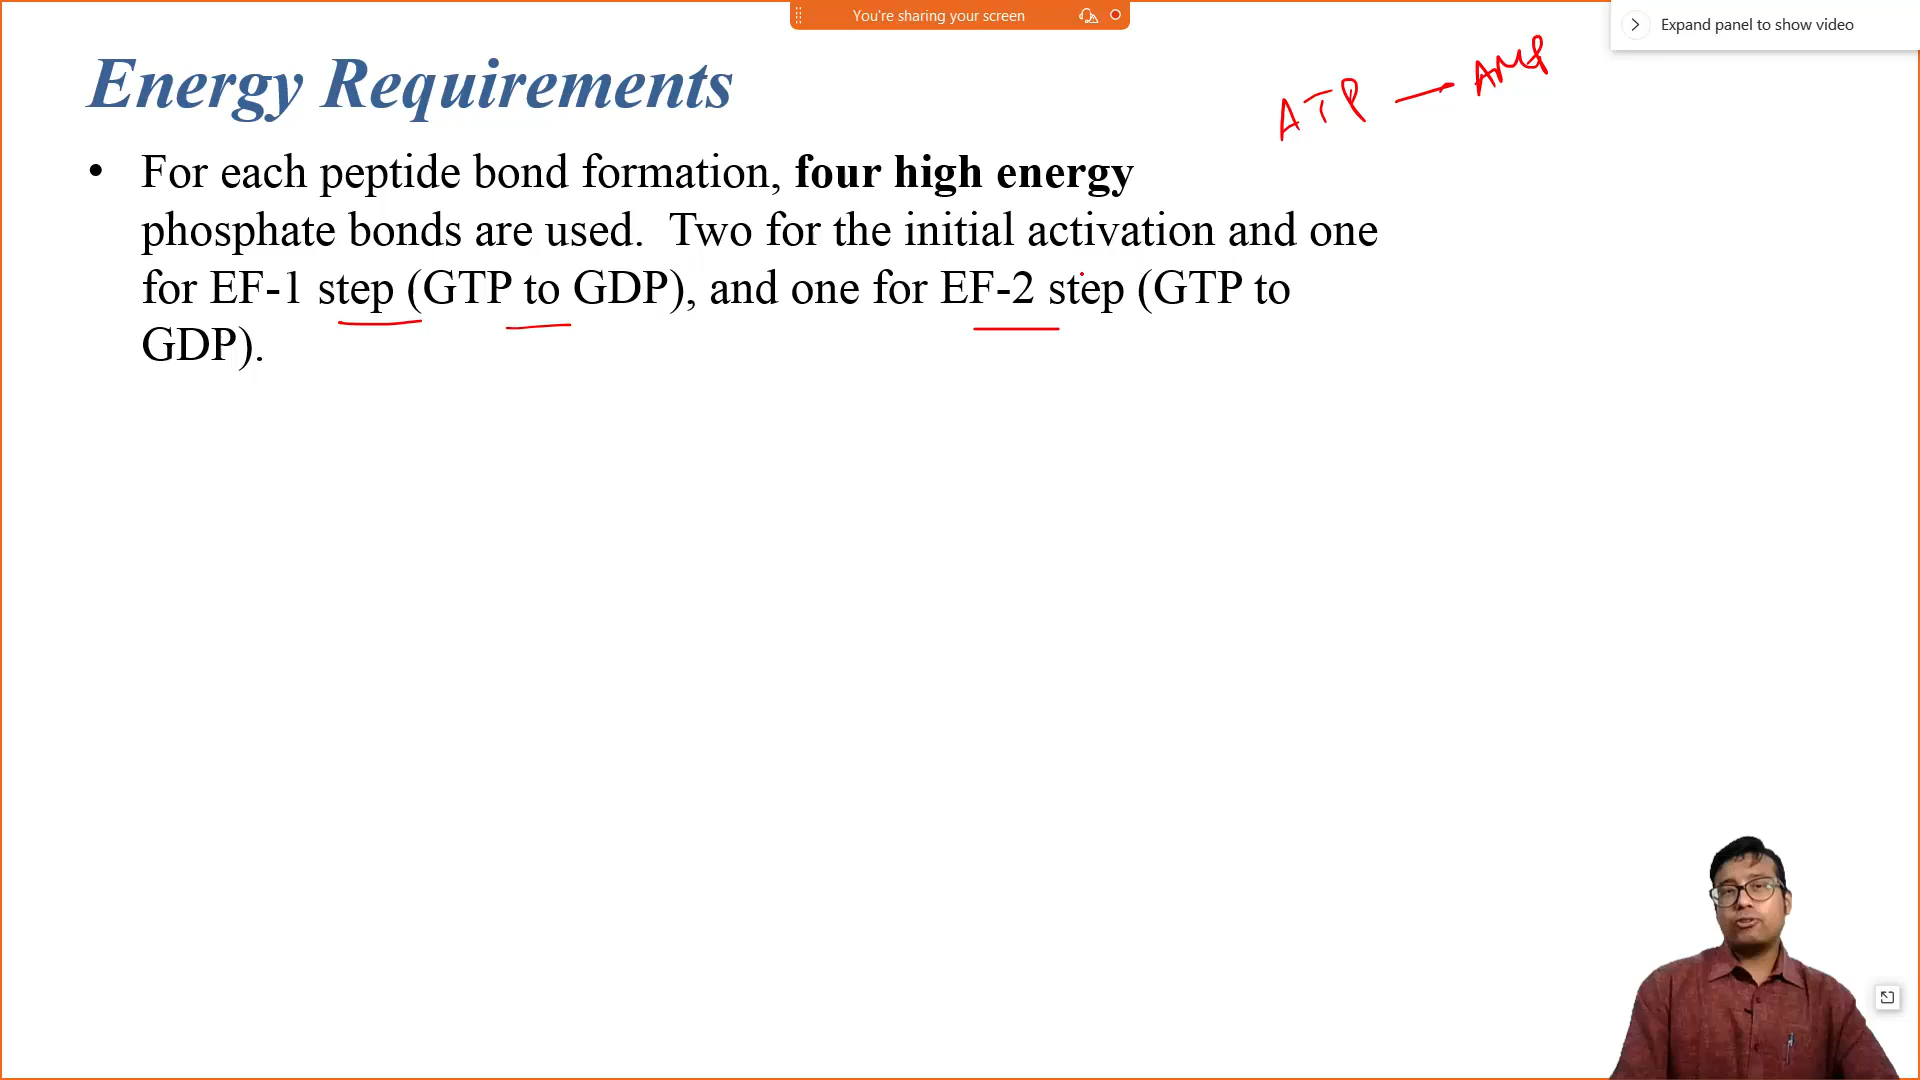 You're sharing your screen
Expand panel to show video
Energy Requirements
ATP — AMP
• For each peptide bond formation, four high energy
phosphate bonds are used. Two for the initial activation and one
for EF-1 step (GTP to GDP), and one for EF-2 step (GTP to
GDP).